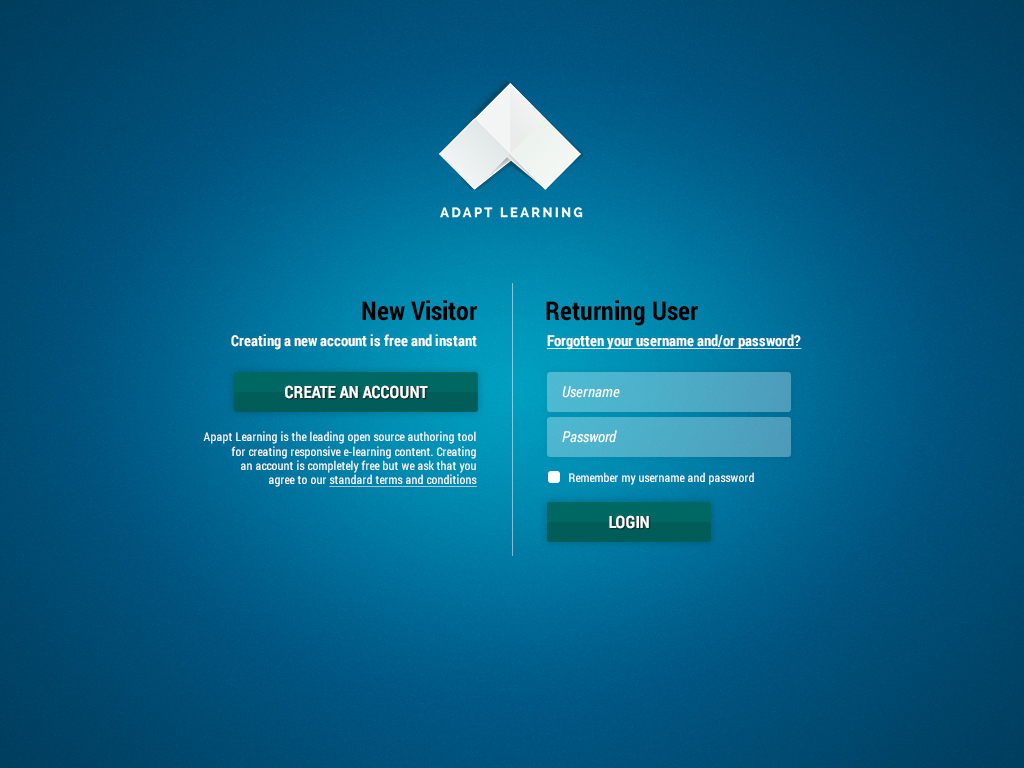 ADAPT LEARNING
New Visitor
Creating a new account is free and instant
CREATE AN ACCOUNT
Apapt Learning is the leading open source authoring tool
for creating responsive e-learning content. Creating
an account is completely free but we ask that you
agree to our standard terms and conditions
Returning User
Forgotten your username and/or password?
Username
Password
Remember my username and password
LOGIN